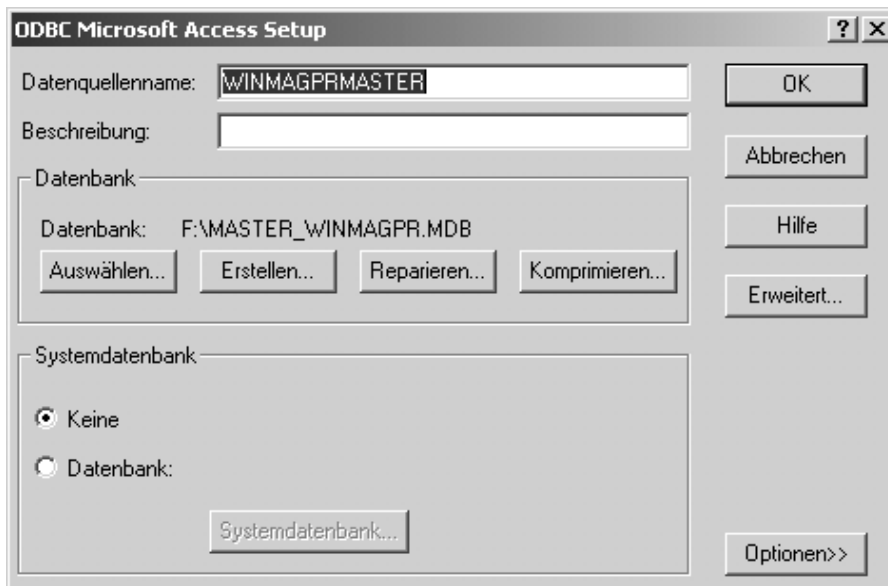 ODBC Microsoft Access Setup
Datenquellenname: WINMAGPRMASTER
OK
Beschreibung:
Abbrechen
Datenbank
Datenbank: F:\MASTER_WINMAGPR.MDB
Hilfe
Auswählen... Erstellen... Reparieren... Komprimieren...
Erweitert...
Systemdatenbank
Keine
Datenbank:
Systemdatenbank...
Optionen>>